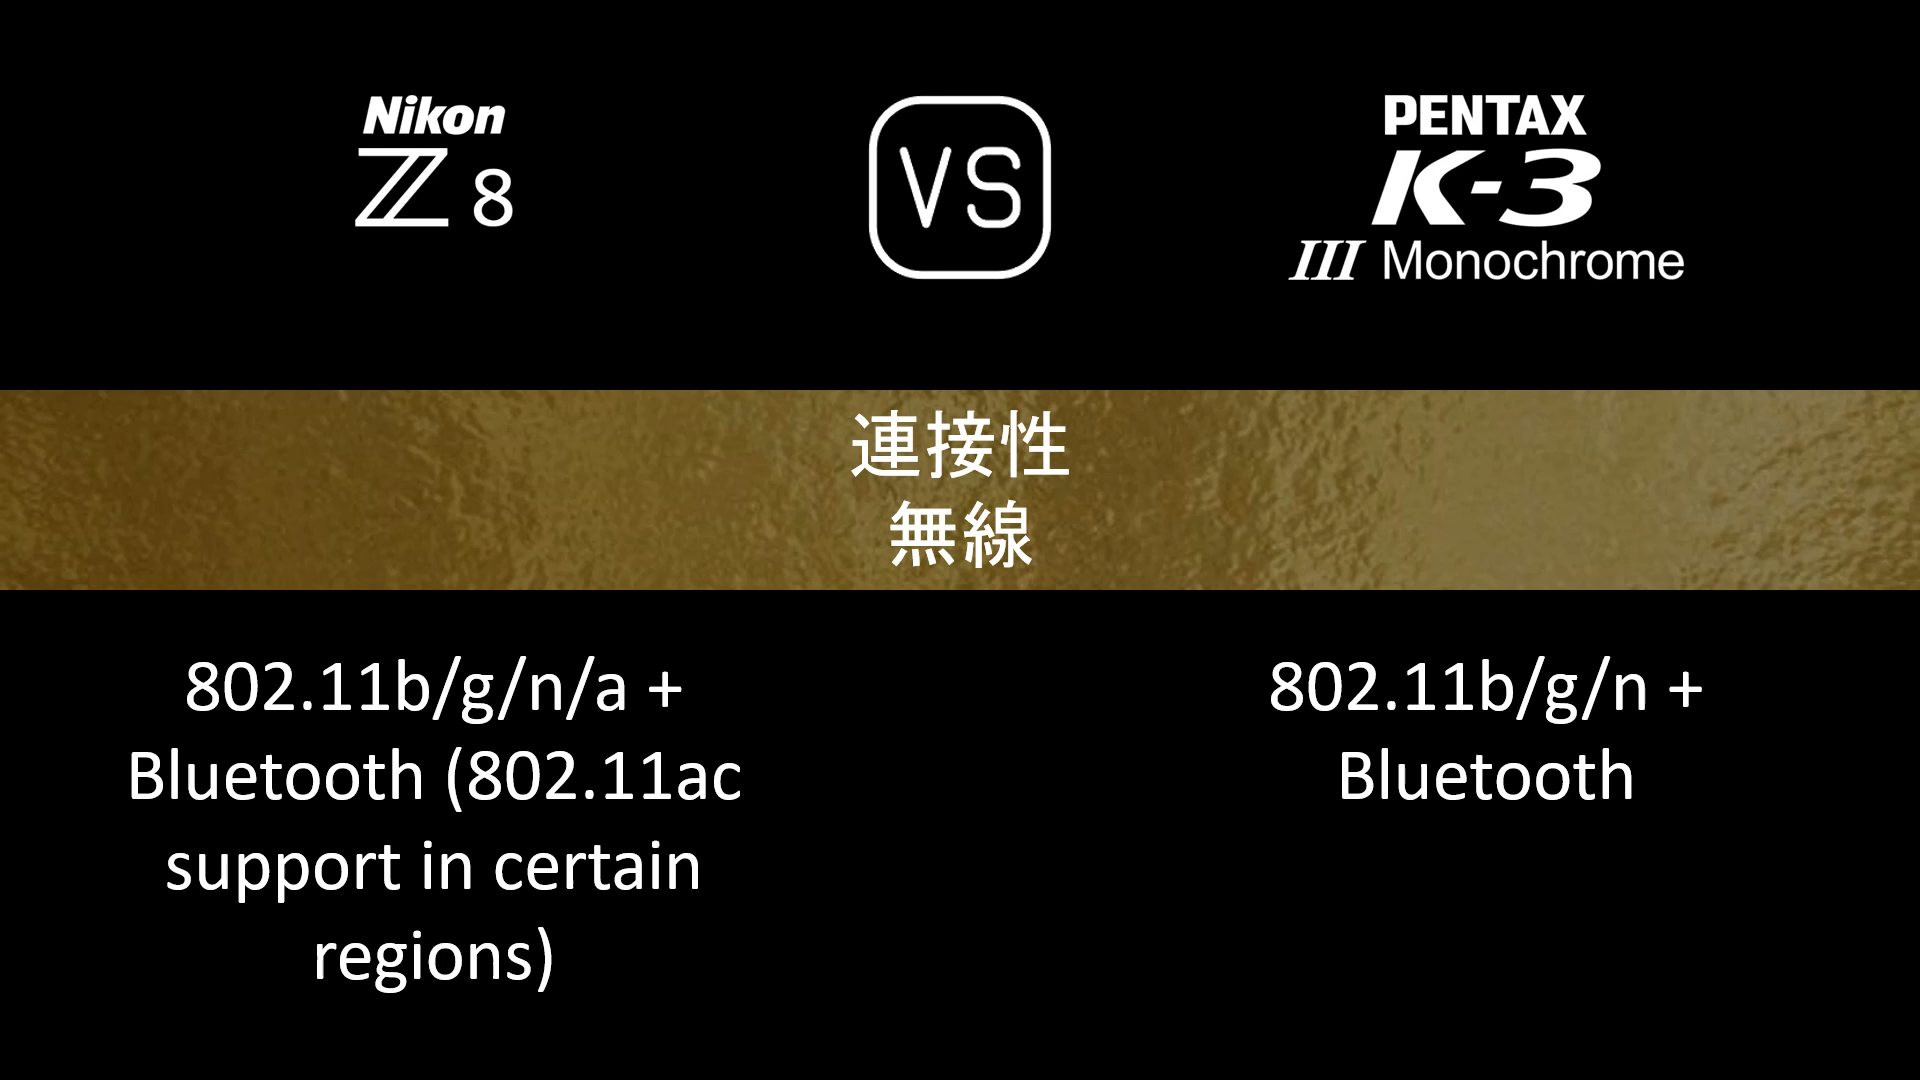 Nikon
Z 8
VS
PENTAX
K-3
III Monochrome
連接性
無線
802.11b/g/n/a +
Bluetooth (802.11ac
support in certain
regions)
802.11b/g/n +
Bluetooth